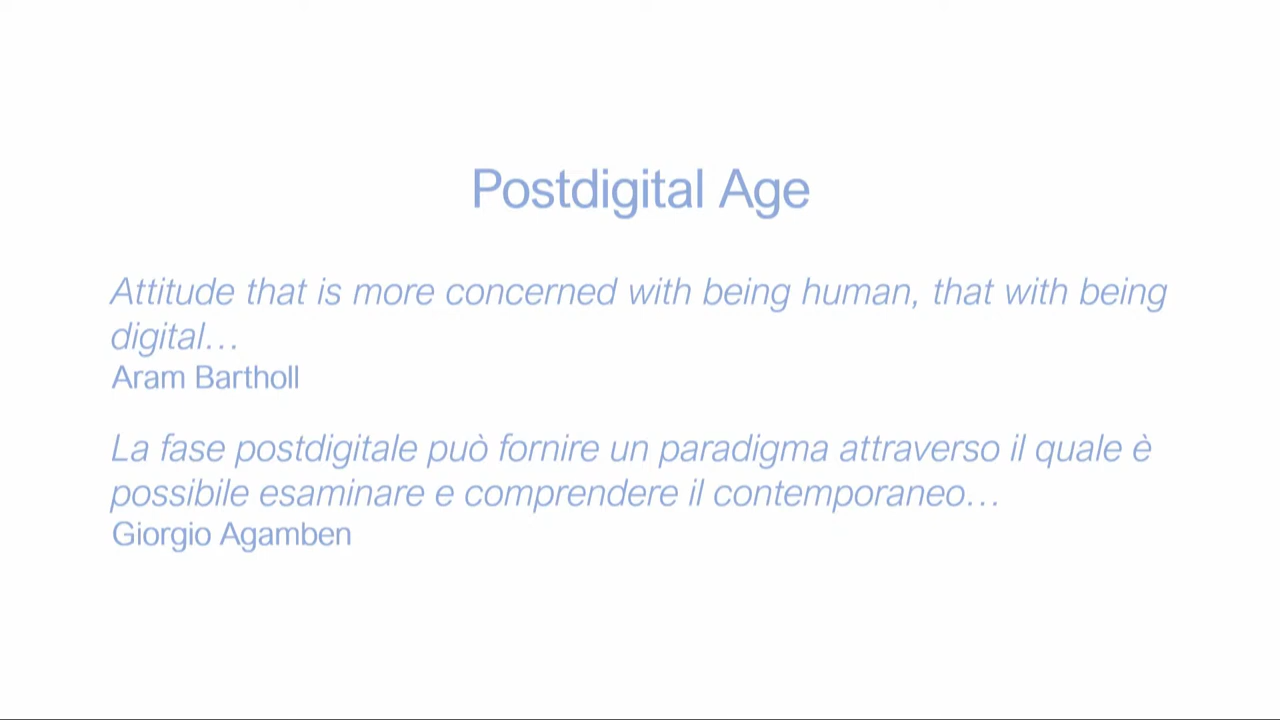 Postdigital Age
Attitude that is more concerned with being human, that with being
digital…
Aram Bartholl
La fase postdigitale può fornire un paradigma attraverso il quale è
possibile esaminare e comprendere il contemporaneo…
Giorgio Agamben